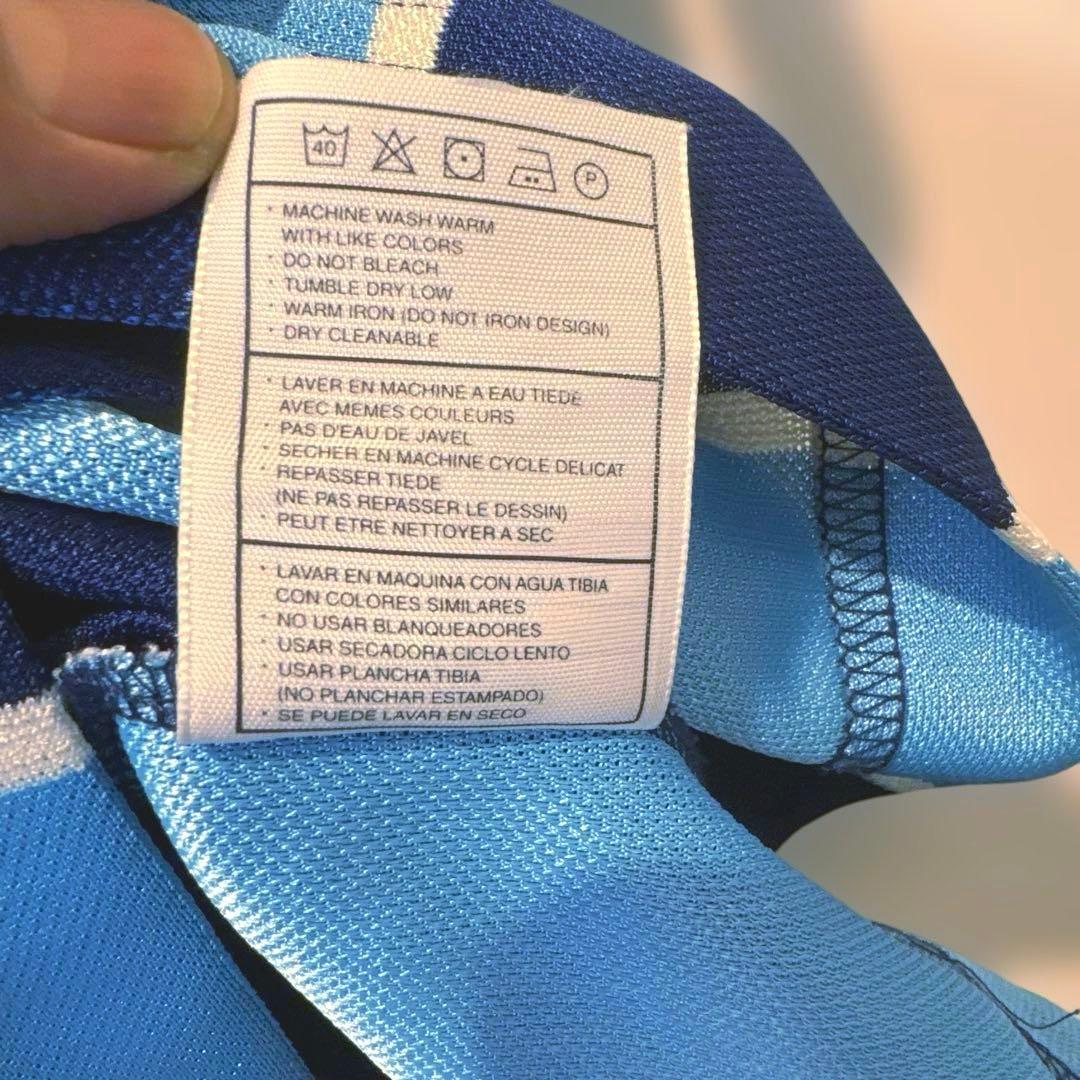 40 P
· MACHINE WASH WARM
WITH LIKE COLORS
· DO NOT BLEACH
· TUMBLE DRY LOW
· WARM IRON (DO NOT IRON DESIGN)
· DRY CLEANABLE
· LAVER EN MACHINE A EAU TIEDE
AVEC MEMES COULEURS
· PAS D'EAU DE JAVEL
· SECHER EN MACHINE CYCLE DELICAT
· REPASSER TIEDE
(NE PAS REPASSER LE DESSIN)
· PEUT ETRE NETTOYER A SEC
· LAVAR EN MAQUINA CON AGUA TIBIA
CON COLORES SIMILARES
· NO USAR BLANQUEADORES
· USAR SECADORA CICLO LENTO
· USAR PLANCHA TIBIA
(NO PLANCHAR ESTAMPADO)
· SE PUEDE LAVAR EN SECO